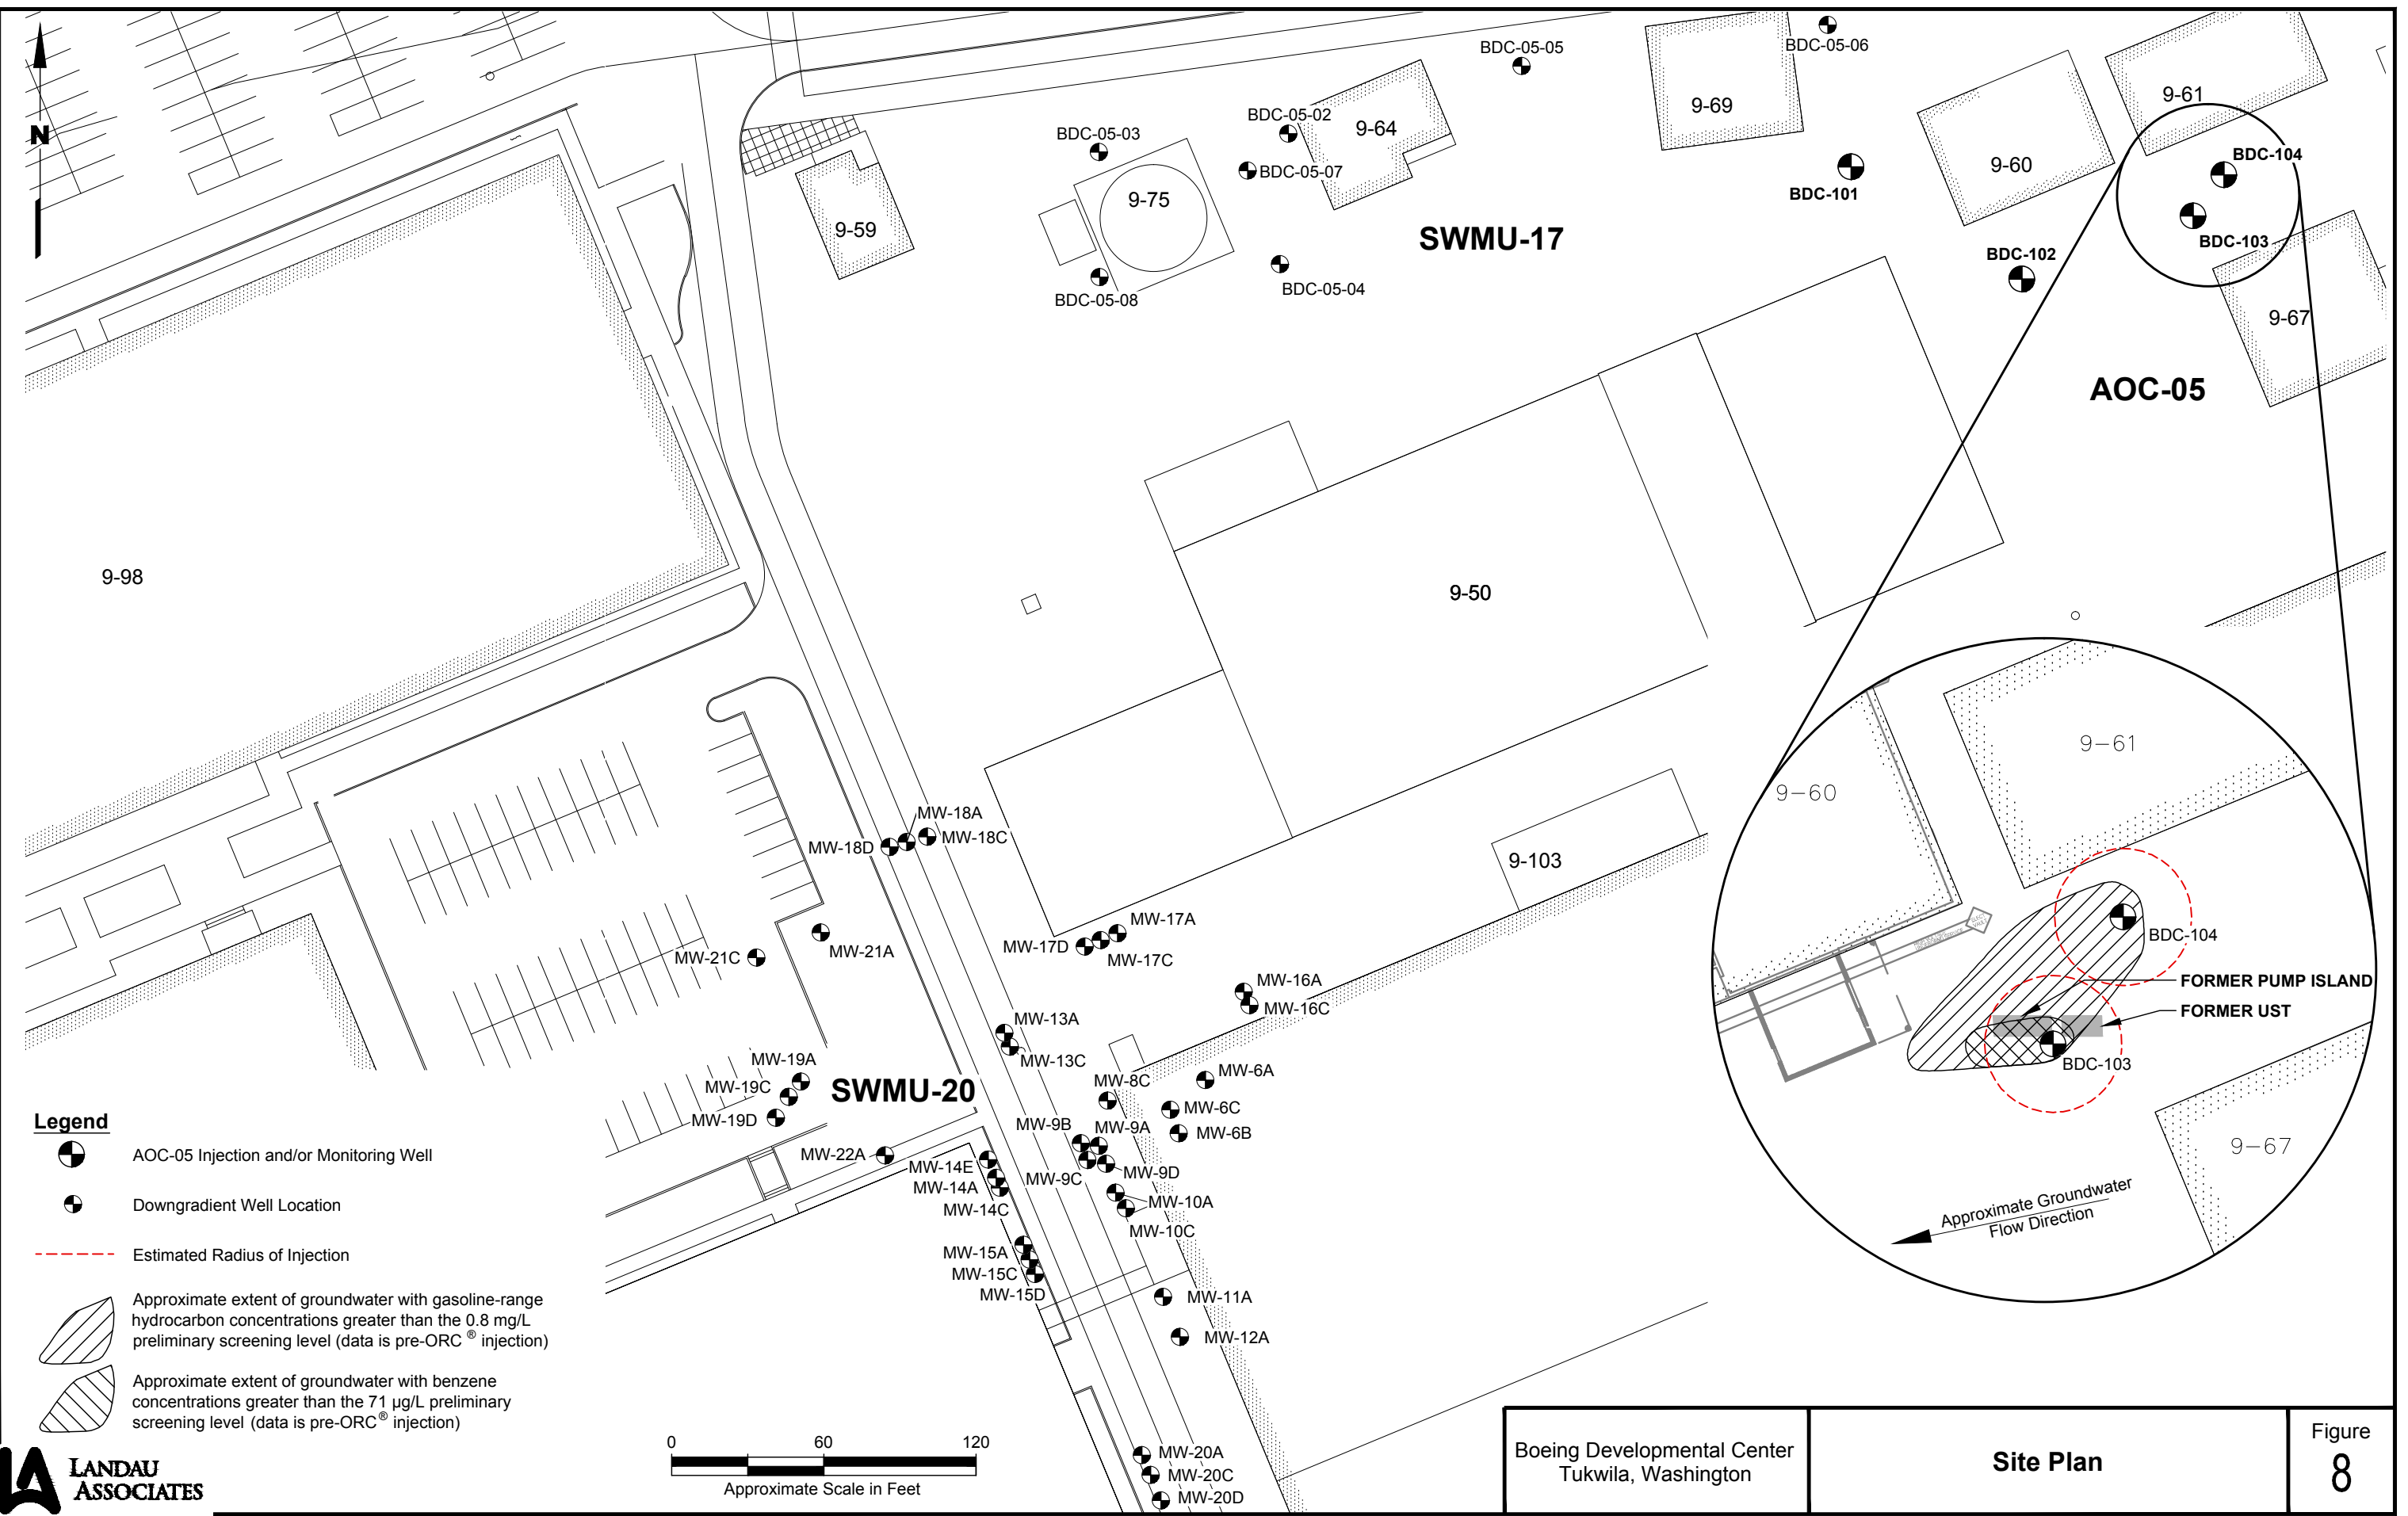 N
BDC-05-05
BDC-05-06
BDC-05-03
BDC-05-02
9-64
9-69
9-61
BDC-05-07
9-75
9-60
BDC-104
BDC-101
9-59
SWMU-17
BDC-103
BDC-102
BDC-05-08
BDC-05-04
9-67
AOC-05
9-98
9-50
9-103
MW-18A
MW-18D
MW-18C
MW-17A
MW-17D
MW-17C
MW-21A
MW-21C
MW-16A
MW-16C
MW-13A
MW-13C
MW-19A
MW-19C
MW-19D
SWMU-20
MW-8C
MW-6A
MW-6C
MW-6B
MW-9B
MW-9A
MW-9C
MW-9D
MW-22A
MW-14E
MW-14A
MW-14C
MW-10A
MW-10C
MW-15A
MW-15C
MW-15D
MW-11A
MW-12A
MW-20A
MW-20C
MW-20D
9-61
9-60
BDC-104
FORMER PUMP ISLAND
FORMER UST
BDC-103
9-67
Approximate Groundwater
Flow Direction
Legend
AOC-05 Injection and/or Monitoring Well
Downgradient Well Location
Estimated Radius of Injection
Approximate extent of groundwater with gasoline-range
hydrocarbon concentrations greater than the 0.8 mg/L
preliminary screening level (data is pre-ORC ® injection)
Approximate extent of groundwater with benzene
concentrations greater than the 71 µg/L preliminary
screening level (data is pre-ORC® injection)
LANDAU
ASSOCIATES
0 60 120
Approximate Scale in Feet
Boeing Developmental Center
Tukwila, Washington
Site Plan
Figure
8